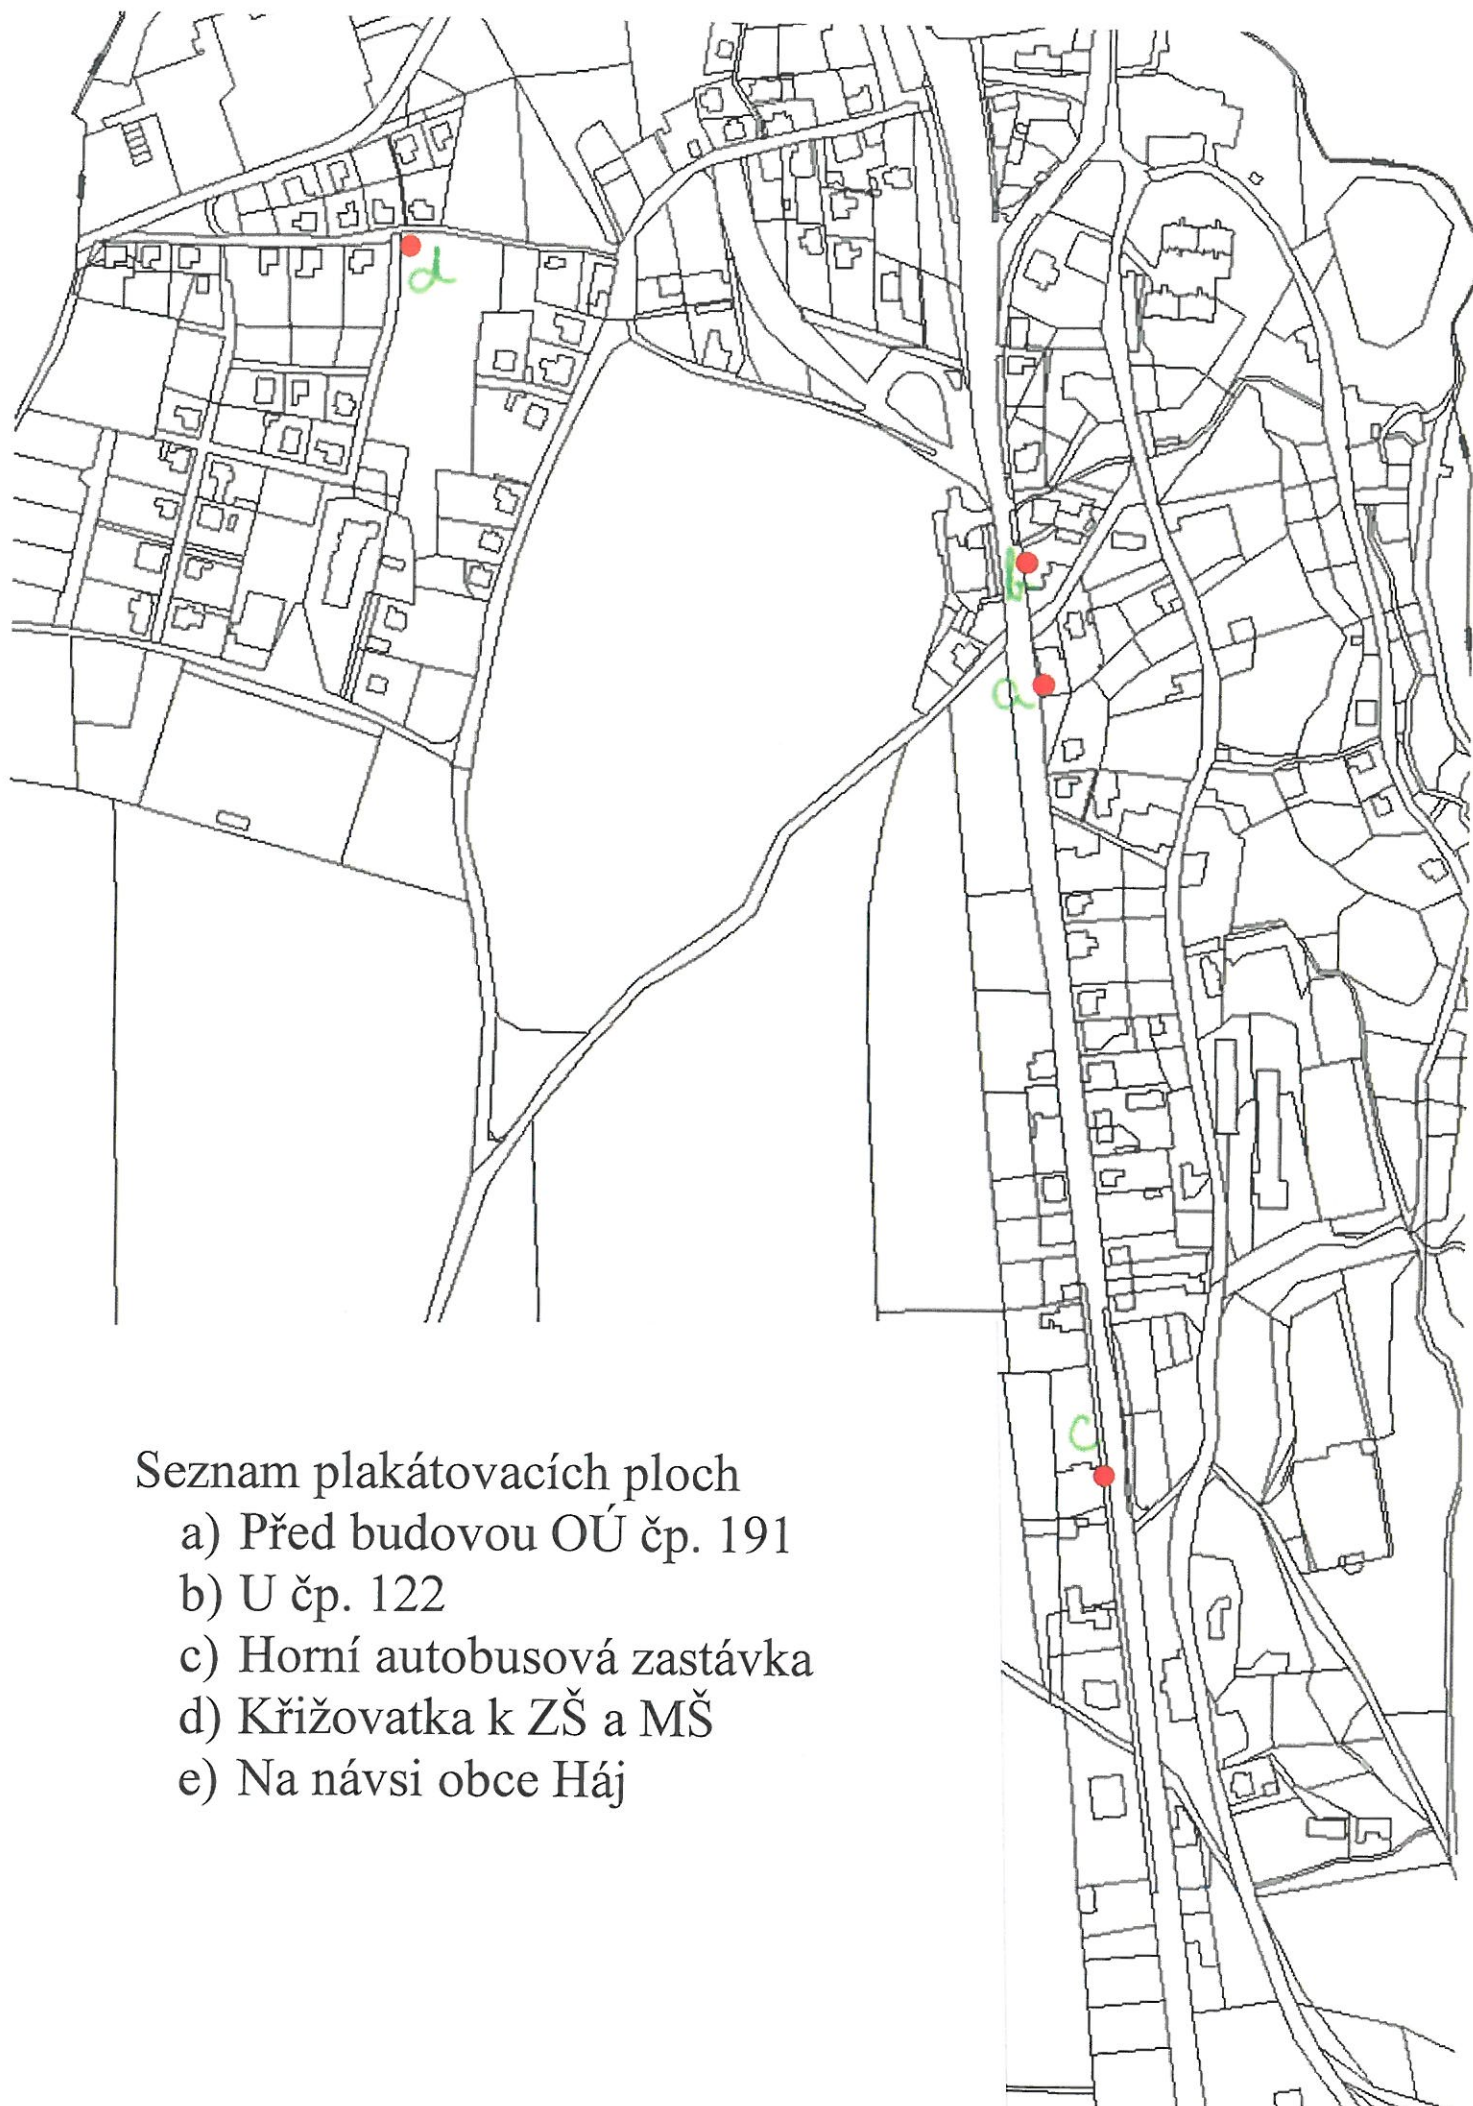 d
b
a
c
Seznam plakátovacích ploch
a) Před budovou OÚ čp. 191
b) U čp. 122
c) Horní autobusová zastávka
d) Křižovatka k ZŠ a MŠ
e) Na návsi obce Háj